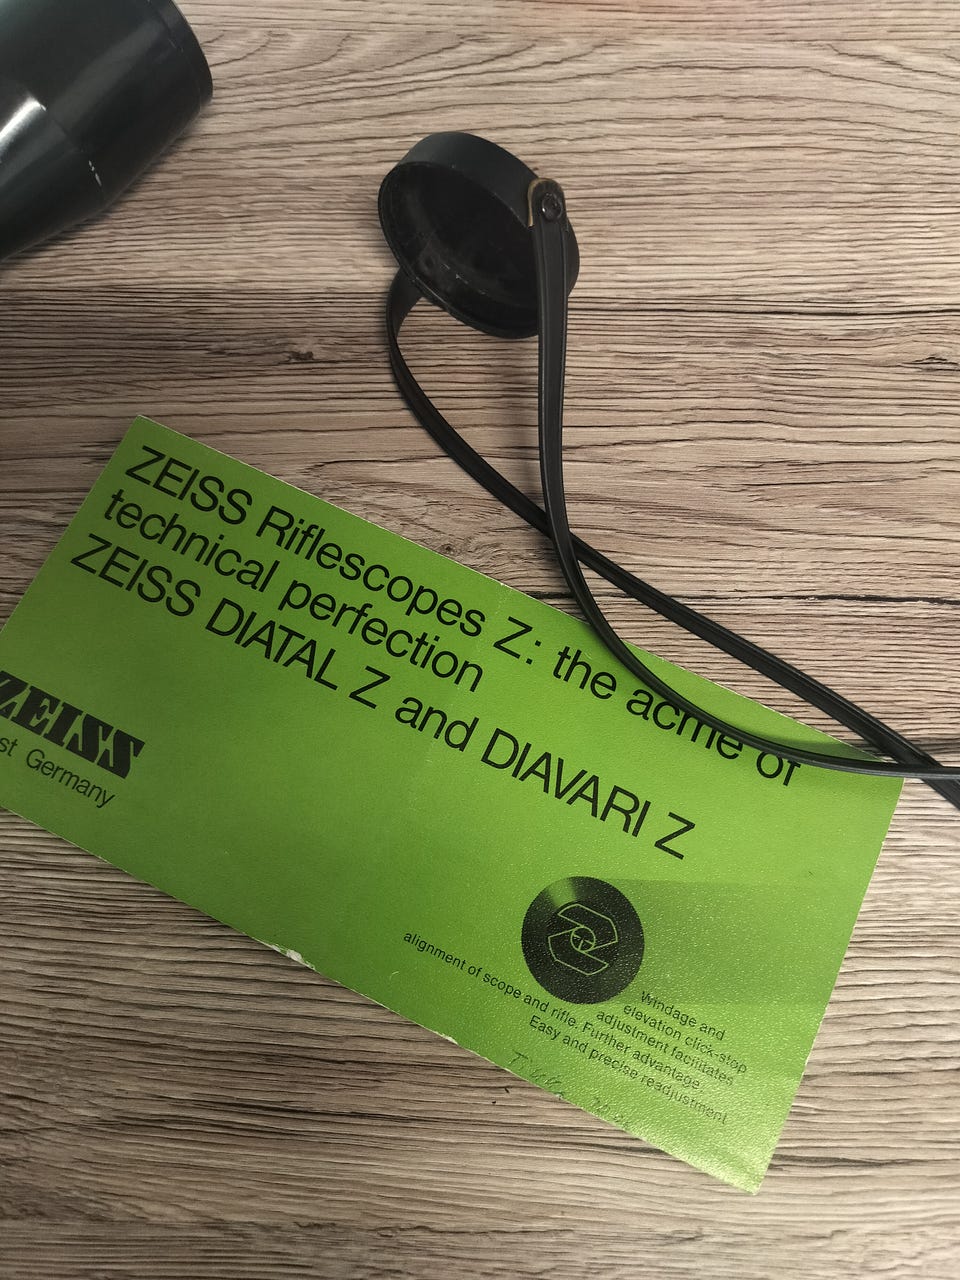 ZEISS Riflescopes Z: the acme of
technical perfection
ZEISS DIATAL Z and DIAVARI Z
ZEISS
st Germany
Windage and
elevation click-stop
adjustment facilitates
alignment of scope and rifle. Further advantage
Easy and precise readjustment